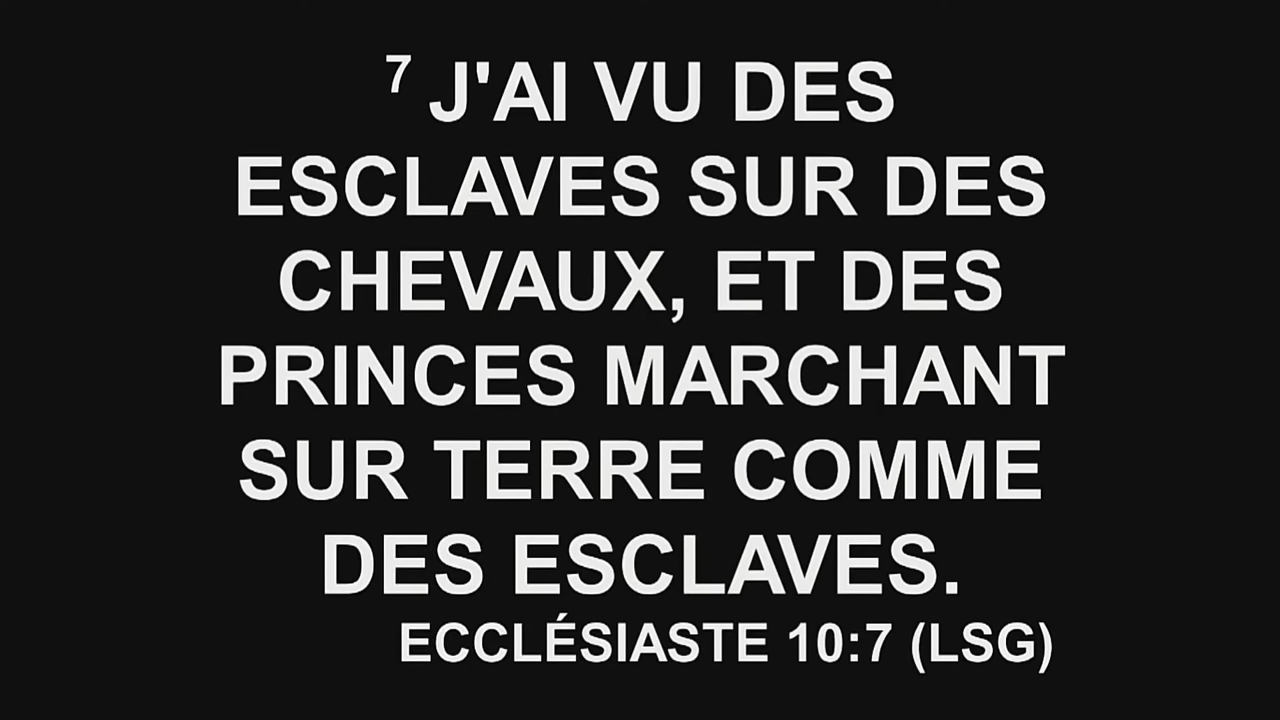 7 J'AI VU DES
ESCLAVES SUR DES
CHEVAUX, ET DES
PRINCES MARCHANT
SUR TERRE COMME
DES ESCLAVES.
ECCLÉSIASTE 10:7 (LSG)